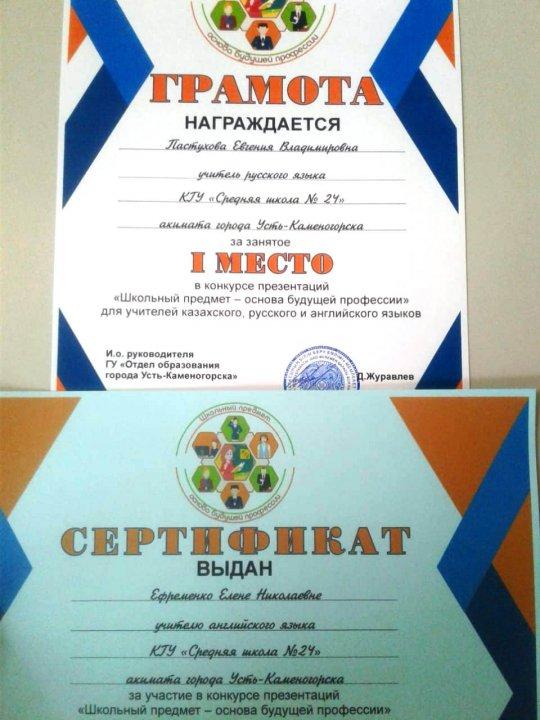 основа будущей профессии
ГРАМОТА
НАГРАЖДАЕТСЯ
Пастухова Евгения Владимировна
учитель русского языка
КГУ «Средняя школа № 24»
акимата города Усть-Каменогорска
за занятое
I МЕСТО
в конкурсе презентаций
«Школьный предмет – основа будущей профессии»
для учителей казахского, русского и английского языков
И.о. руководителя
ГУ «Отдел образования
города Усть-Каменогорска»
Д.Журавлев
Школьный предмет
основа будущей профессии
СЕРТИФИКАТ
ВЫДАН
Ефременко Елене Николаевне
учителю английского языка
КГУ «Средняя школа №24»
акимата города Усть-Каменогорска
за участие в конкурсе презентаций
«Школьный предмет – основа будущей профессии»